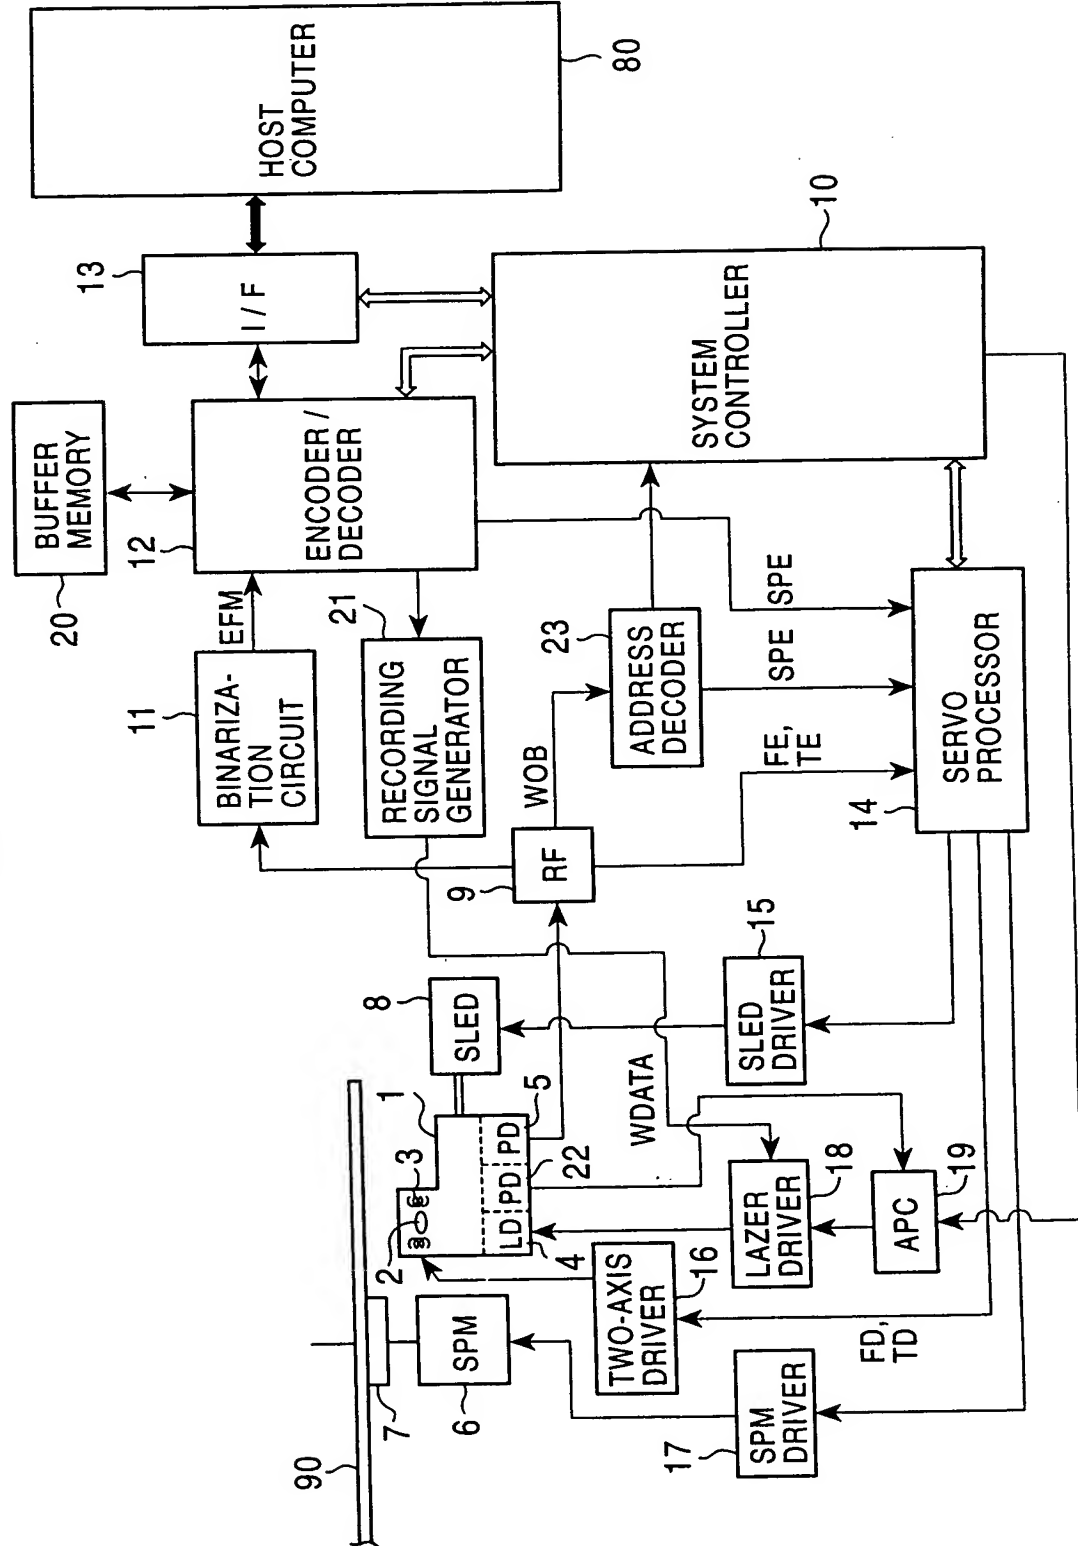 90
7
SPM
6
SPM
DRIVER
17
2
3
1
LD
PD
PD
4
22
5
SLED
8
TWO-AXIS
DRIVER
16
LAZER
DRIVER
18
APC
19
SLED
DRIVER
15
WDATA
FD,
TD
RF
9
WOB
BINARIZA-
TION
CIRCUIT
11
EFM
RECORDING
SIGNAL
GENERATOR
21
ADDRESS
DECODER
23
FE,
TE
SPE
SPE
SERVO
PROCESSOR
14
BUFFER
MEMORY
20
ENCODER/
DECODER
12
I/F
13
SYSTEM
CONTROLLER
10
HOST
COMPUTER
80